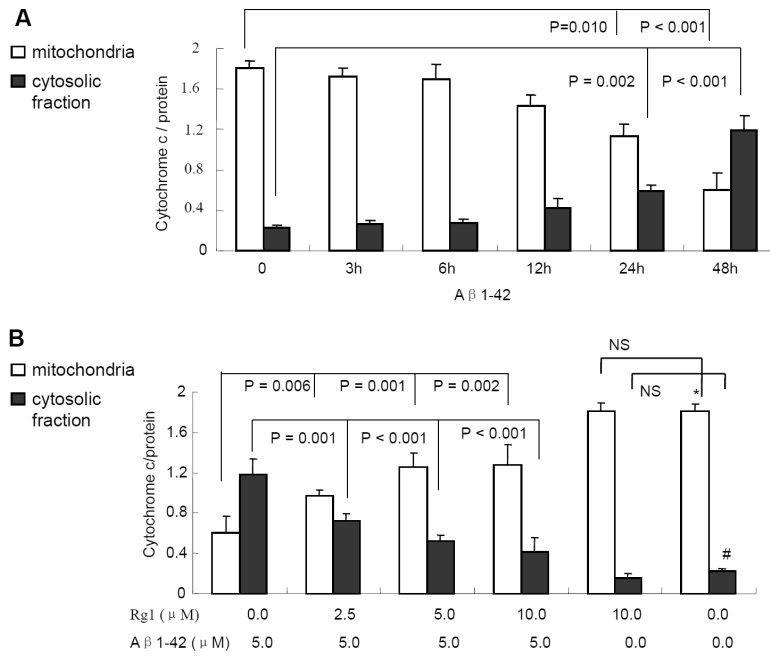 A
mitochondria
cytosolic
fraction
P=0.010 P < 0.001
P = 0.002 P < 0.001
Cytochrome c / protein
2
1.6
1.2
0.8
0.4
0
0 3h 6h 12h 24h 48h
A β 1-42
B
mitochondria
cytosolic
fraction
NS
NS
P = 0.006 P = 0.001 P = 0.002
P = 0.001 P < 0.001 P < 0.001
*
#
Cytochrome c/protein
2
1.6
1.2
0.8
0.4
0
Rg1 ( μ M) 0.0 2.5 5.0 10.0 10.0 0.0
A β 1-42 ( μ M) 5.0 5.0 5.0 5.0 0.0 0.0